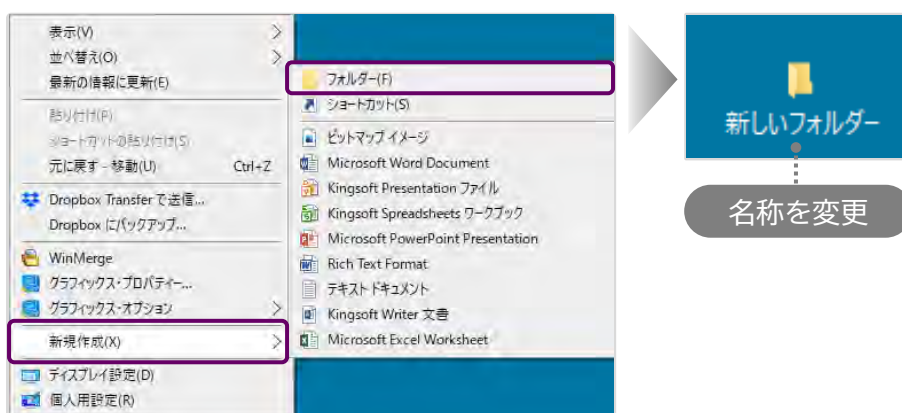 表示(V)
並べ替え(O)
最新の情報に更新(E)
貼り付け(P)
ショートカットの貼り付け(S)
元に戻す - 移動(U) Ctrl+Z
Dropbox Transfer で送信...
Dropbox にバックアップ...
WinMerge
グラフィックス・プロパティー...
グラフィックス・オプション
新規作成(X)
ディスプレイ設定(D)
個人用設定(R)
フォルダー(F)
ショートカット(S)
ビットマップ イメージ
Microsoft Word Document
Kingsoft Presentation ファイル
Kingsoft Spreadsheets ワークブック
Microsoft PowerPoint Presentation
Rich Text Format
テキスト ドキュメント
Kingsoft Writer 文書
Microsoft Excel Worksheet
新しいフォルダー
名称を変更